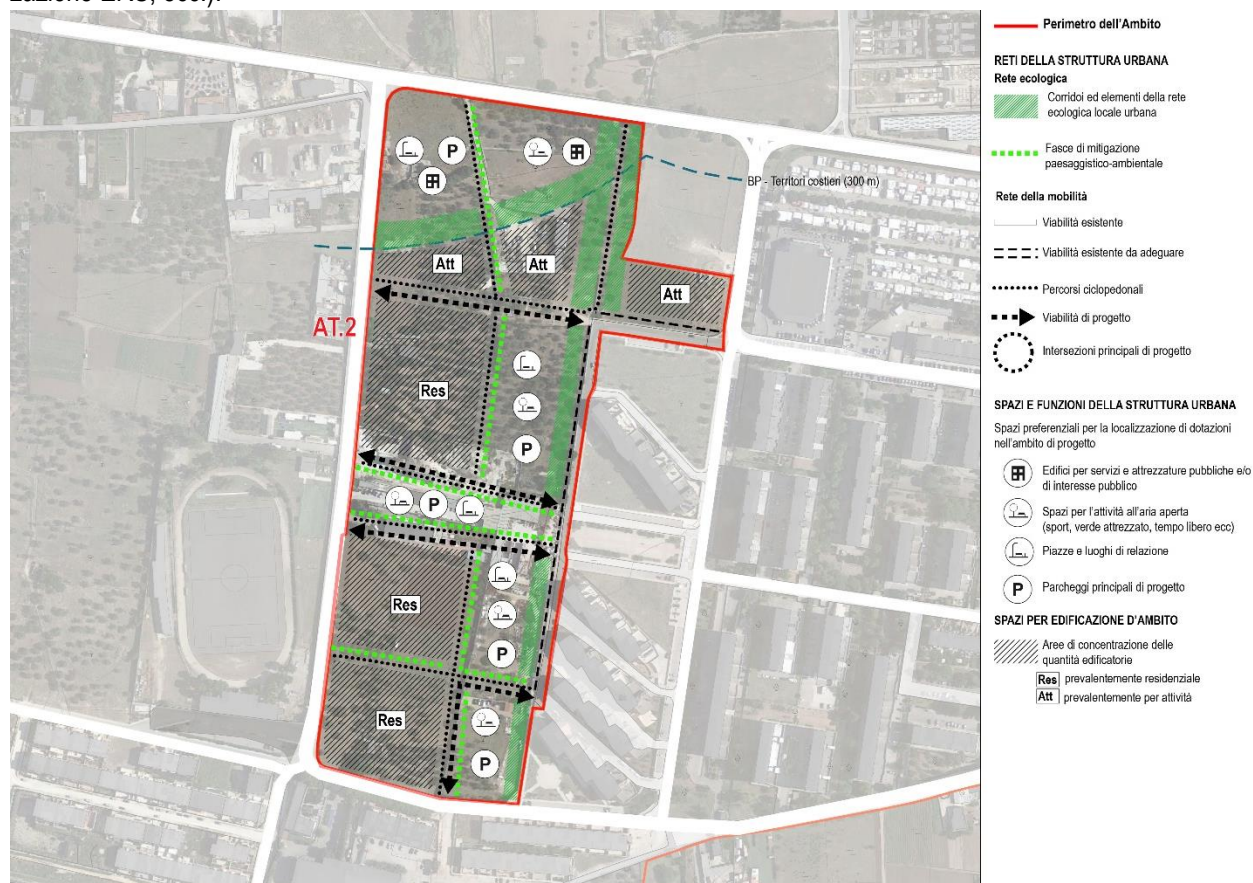 zazione ERS, ecc.).
P
BP - Territori costieri (300 m)
Att
Att
Att
AT.2
Res
P
P
Res
P
Res
P
Perimetro dell'Ambito
RETI DELLA STRUTTURA URBANA
Rete ecologica
Corridoi ed elementi della rete
ecologica locale urbana
Fasce di mitigazione
paesaggistico-ambientale
Rete della mobilità
Viabilità esistente
Viabilità esistente da adeguare
Percorsi ciclopedonali
Viabilità di progetto
Intersezioni principali di progetto
SPAZI E FUNZIONI DELLA STRUTTURA URBANA
Spazi preferenziali per la localizzazione di dotazioni
nell'ambito di progetto
Edifici per servizi e attrezzature pubbliche e/o
di interesse pubblico
Spazi per l'attività all'aria aperta
(sport, verde attrezzato, tempo libero ecc)
Piazze e luoghi di relazione
P Parcheggi principali di progetto
SPAZI PER EDIFICAZIONE D'AMBITO
Aree di concentrazione delle
quantità edificatorie
Res prevalentemente residenziale
Att prevalentemente per attività